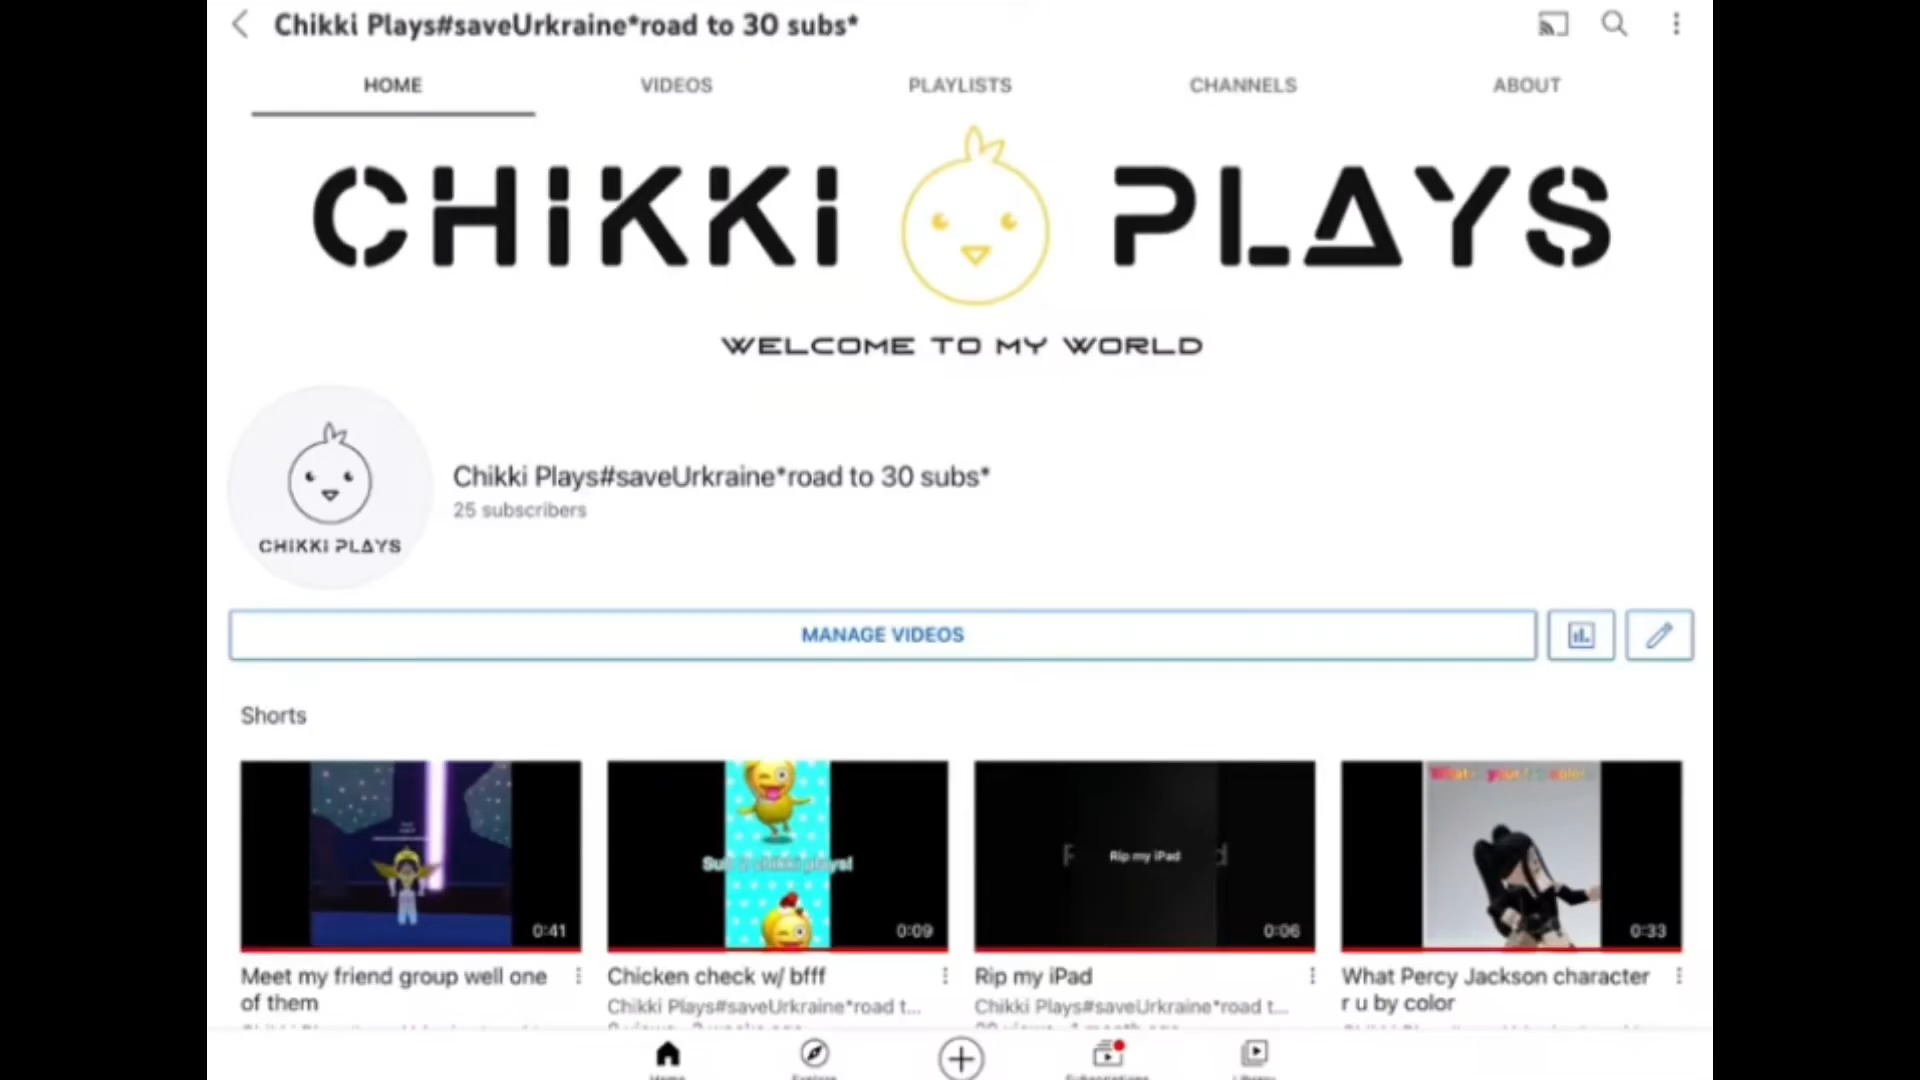 Chikki Plays#saveUrkraine*road to 30 subs*
HOME VIDEOS PLAYLISTS CHANNELS ABOUT
CHIKKI PLAYS
WELCOME TO MY WORLD
CHIKKI PLAYS
Chikki Plays#saveUrkraine*road to 30 subs*
25 subscribers
MANAGE VIDEOS
Shorts
Rip my iPad
0:41 0:09 0:06 0:33
Meet my friend group well one
of them
Chicken check w/ bfff
Chikki Plays#saveUrkraine*road t...
Rip my iPad
Chikki Plays#saveUrkraine*road t...
What Percy Jackson character
r u by color